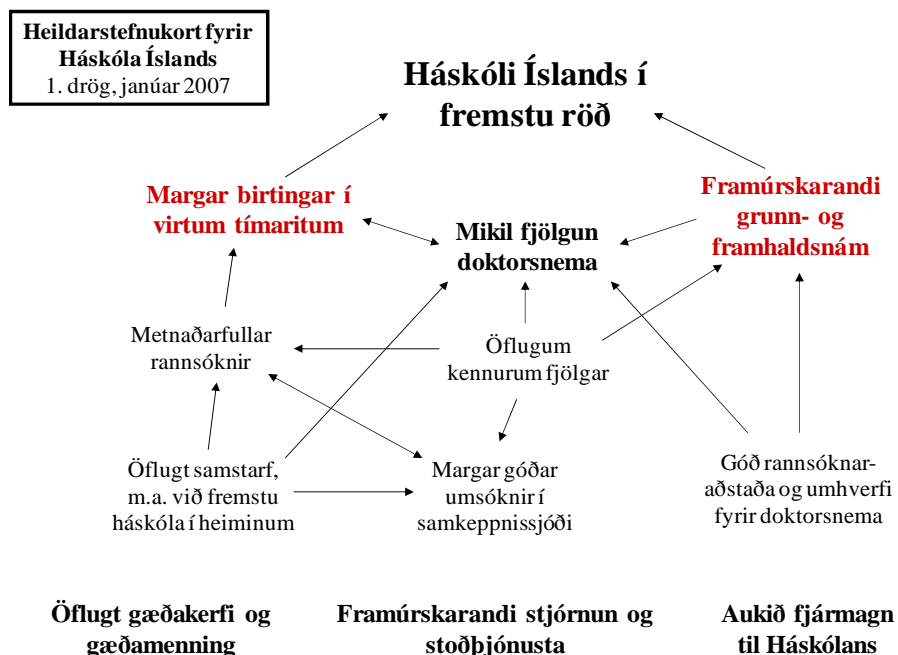 Heildarstefnukort fyrir
Háskóla Íslands
1. drög, janúar 2007
Háskóli Íslands í
fremstu röð
Margar birtingar í
virtum tímaritum
Mikil fjölgun
doktorsnema
Framúrskarandi
grunn- og
framhaldsnám
Metnaðarfullar
rannsóknir
Öflugum
kennurum fjölgar
Öflugt samstarf,
m.a. við fremstu
háskóla í heiminum
Margar góðar
umsóknir í
samkeppnissjóði
Góð rannsóknar-
aðstaða og umhverfi
fyrir doktorsnema
Öflugt gæðakerfi og
gæðamenning
Framúrskarandi stjórnun og
stoðþjónusta
Aukið fjármagn
til Háskólans